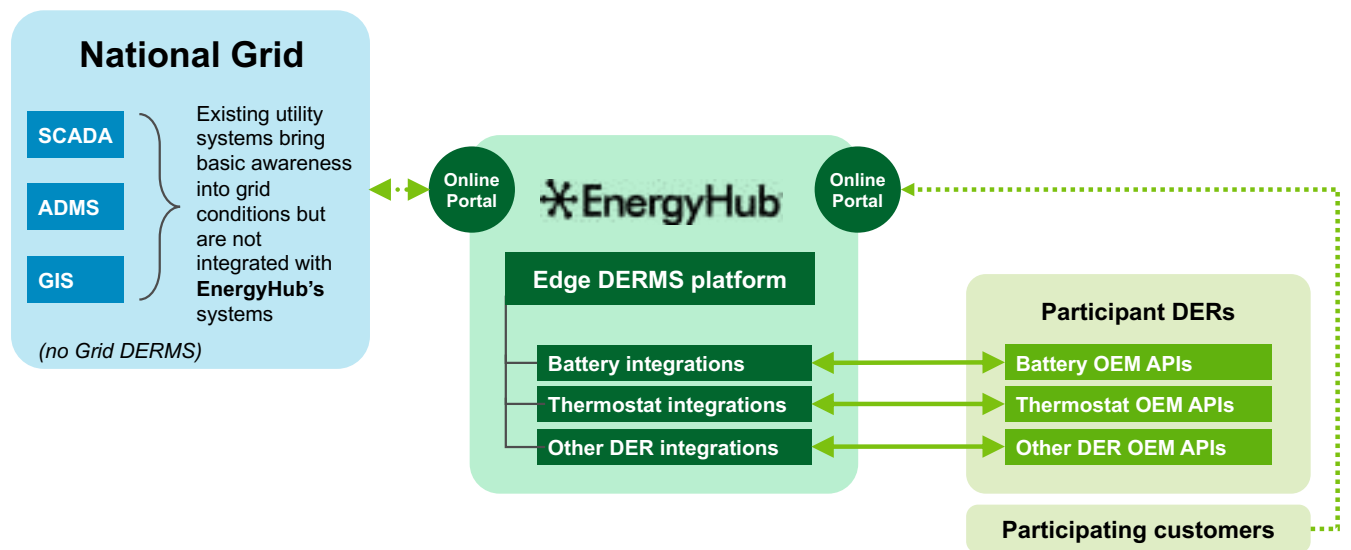 National Grid
SCADA
ADMS
GIS
Existing utility
systems bring
basic awareness
into grid
conditions but
are not
integrated with
EnergyHub's
systems
(no Grid DERMS)
Online
Portal
EnergyHub
Online
Portal
Edge DERMS platform
Battery integrations
Thermostat integrations
Other DER integrations
Participant DERs
Battery OEM APIs
Thermostat OEM APIs
Other DER OEM APIs
Participating customers